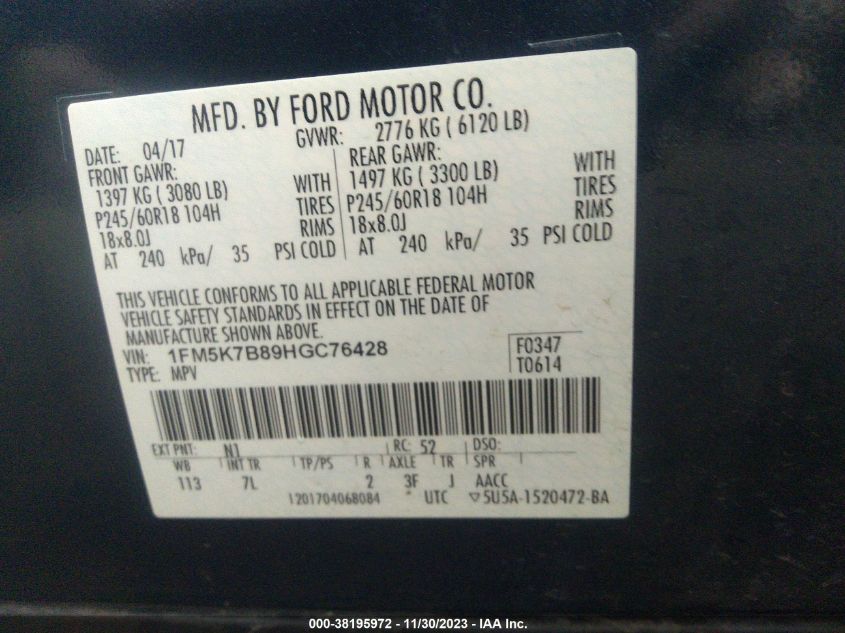 MFD. BY FORD MOTOR CO.
DATE: 04/17 GVWR: 2776 KG ( 6120 LB)
FRONT GAWR: REAR GAWR:
1397 KG ( 3080 LB) WITH 1497 KG ( 3300 LB) WITH
P245/60R18 104H TIRES P245/60R18 104H TIRES
18x8.0J RIMS 18x8.0J RIMS
AT 240 kPa/ 35 PSI COLD AT 240 kPa/ 35 PSI COLD
THIS VEHICLE CONFORMS TO ALL APPLICABLE FEDERAL MOTOR
VEHICLE SAFETY STANDARDS IN EFFECT ON THE DATE OF
MANUFACTURE SHOWN ABOVE.
VIN: 1FM5K7B89HGC76428 F0347
TYPE: MPV T0614
EXT PNT: N1 RC: 52 DSO:
WB INT TR TP/PS R AXLE TR SPR
113 7L 2 3F J AACC
1201704068084 UTC ▽5U5A-1520472-BA
000-38195972 - 11/30/2023 - IAA Inc.